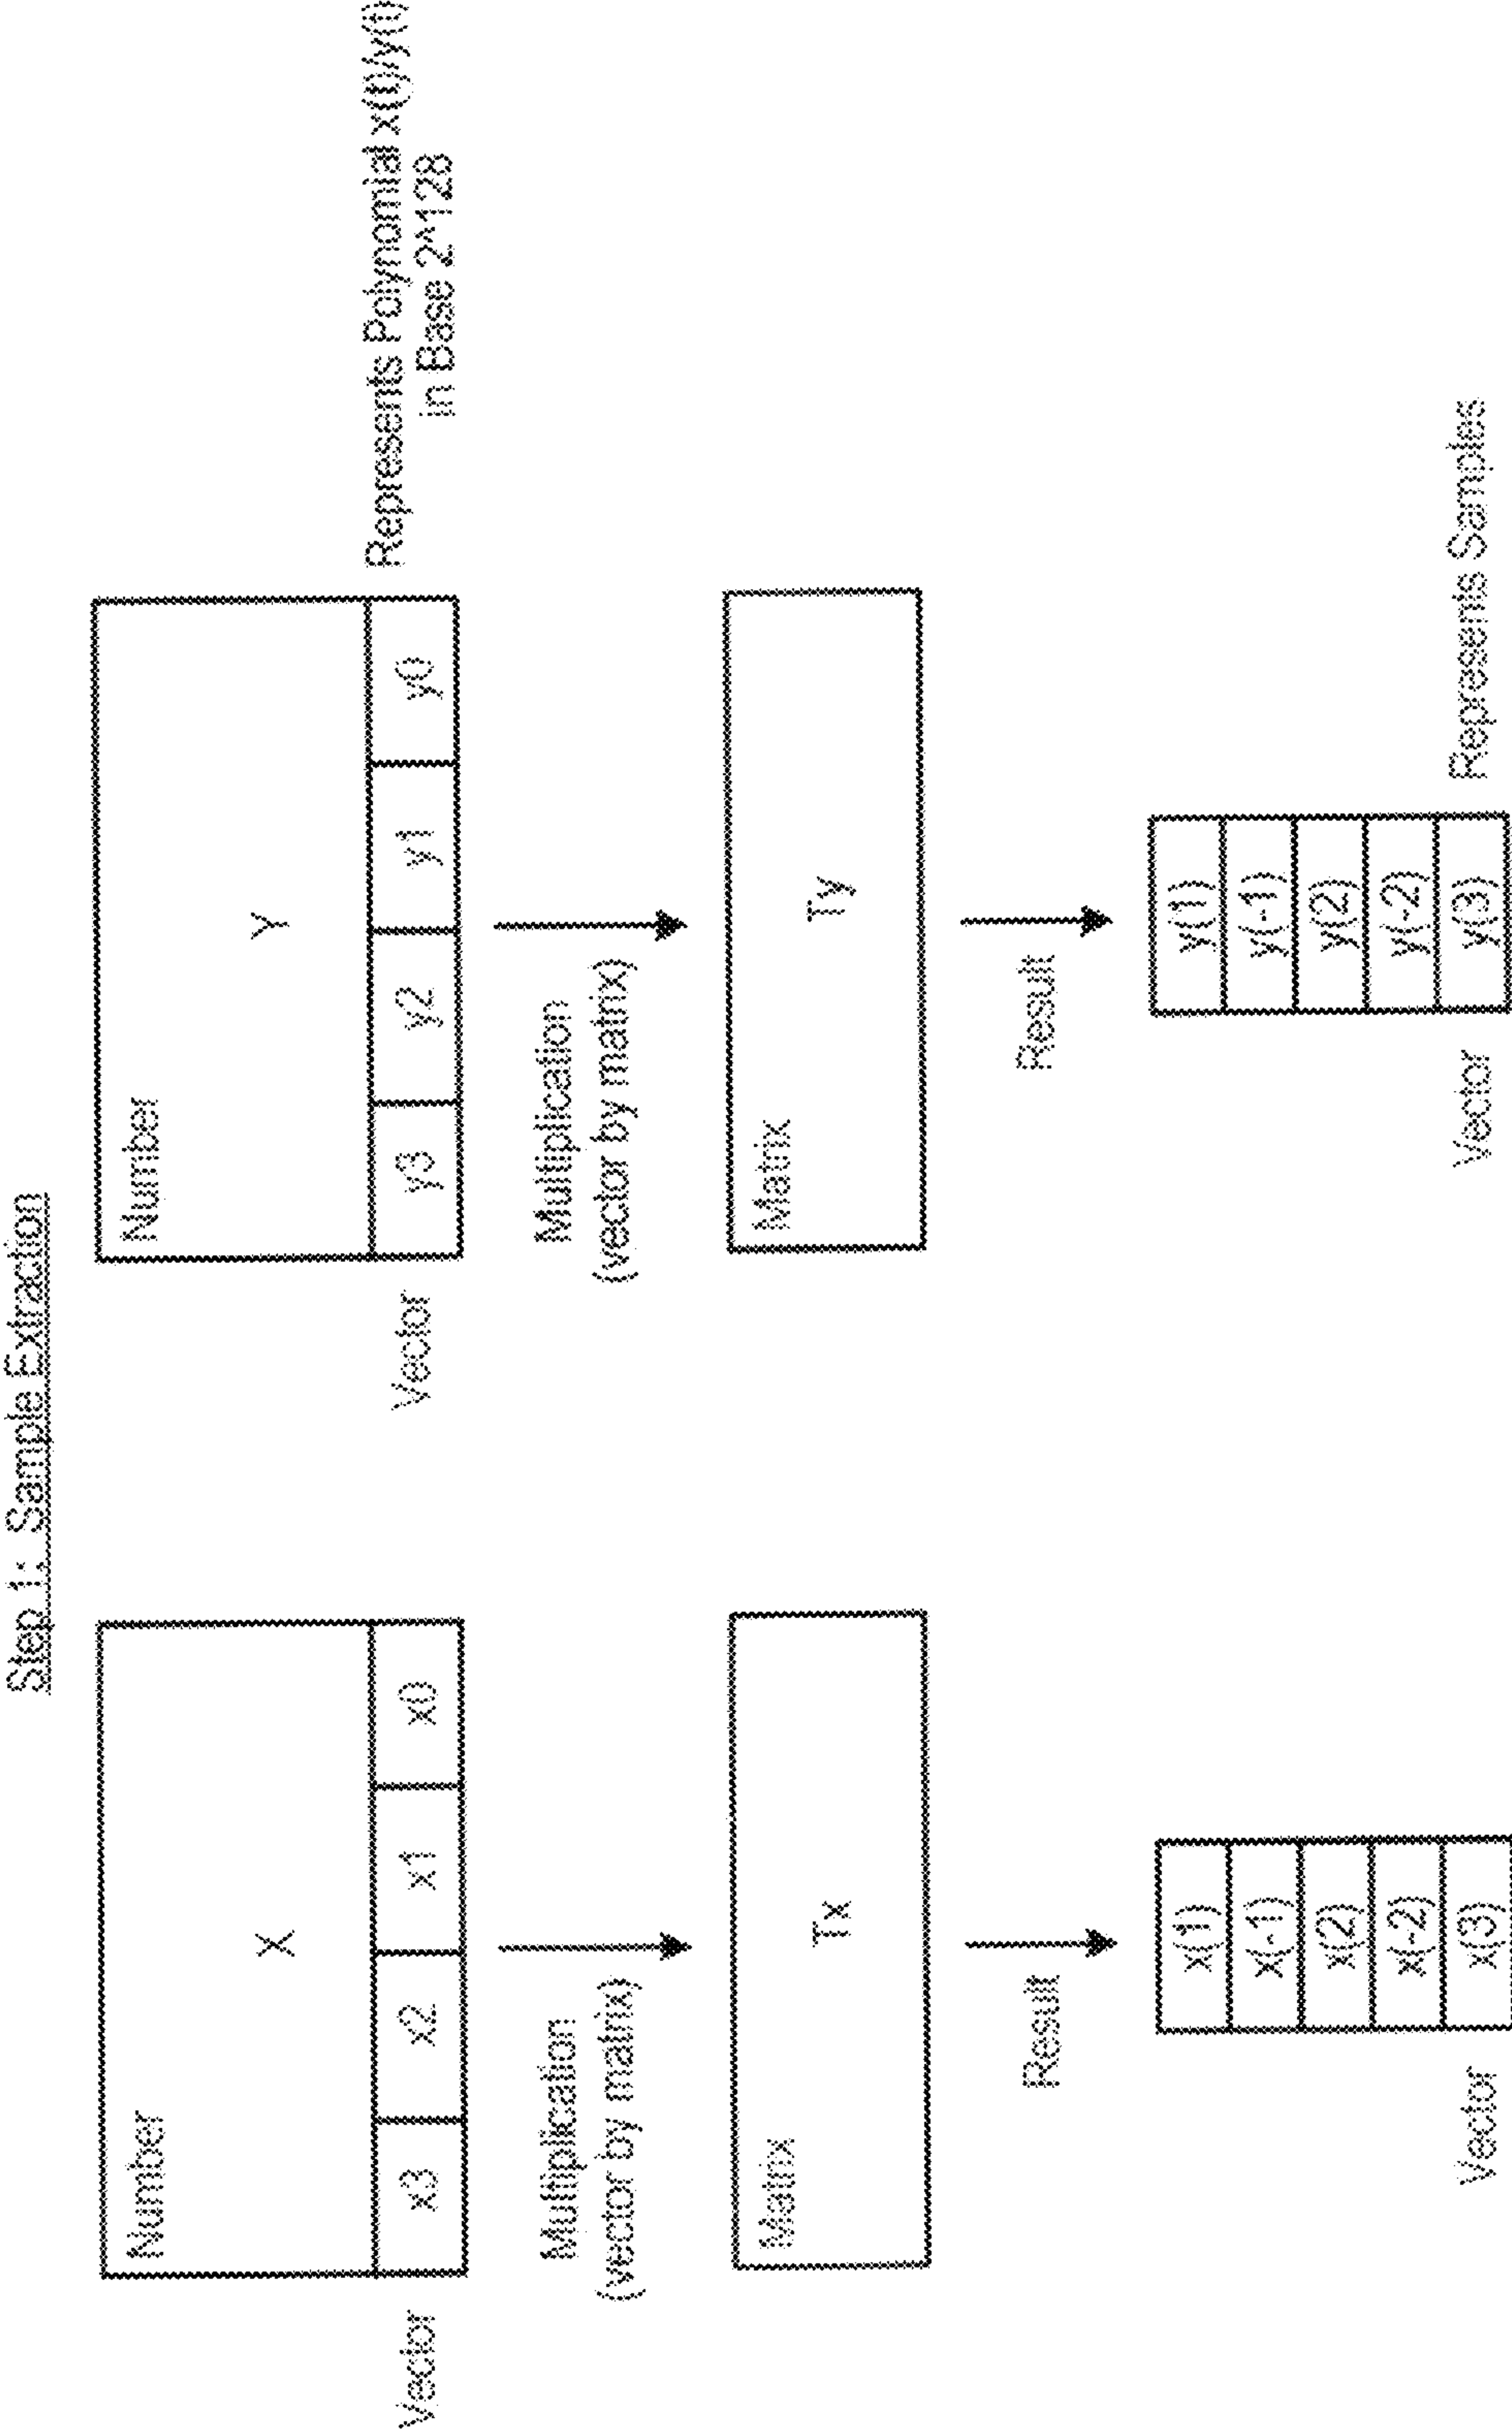 Step 1: Sample Extraction
Number
X
Vector
x3 x2 x1 x0
Multiplication
(vector by matrix)
Matrix
Tx
Result
Vector
x(1)
x(-1)
x(2)
x(-2)
x(3)
Number
Y
Vector
y3 y2 y1 y0
Represents Polynomial x(t)/y(t)
in Base 2^128
Multiplication
(vector by matrix)
Matrix
Ty
Result
Vector
y(1)
y(-1)
y(2)
y(-2)
y(3)
Represents Samples